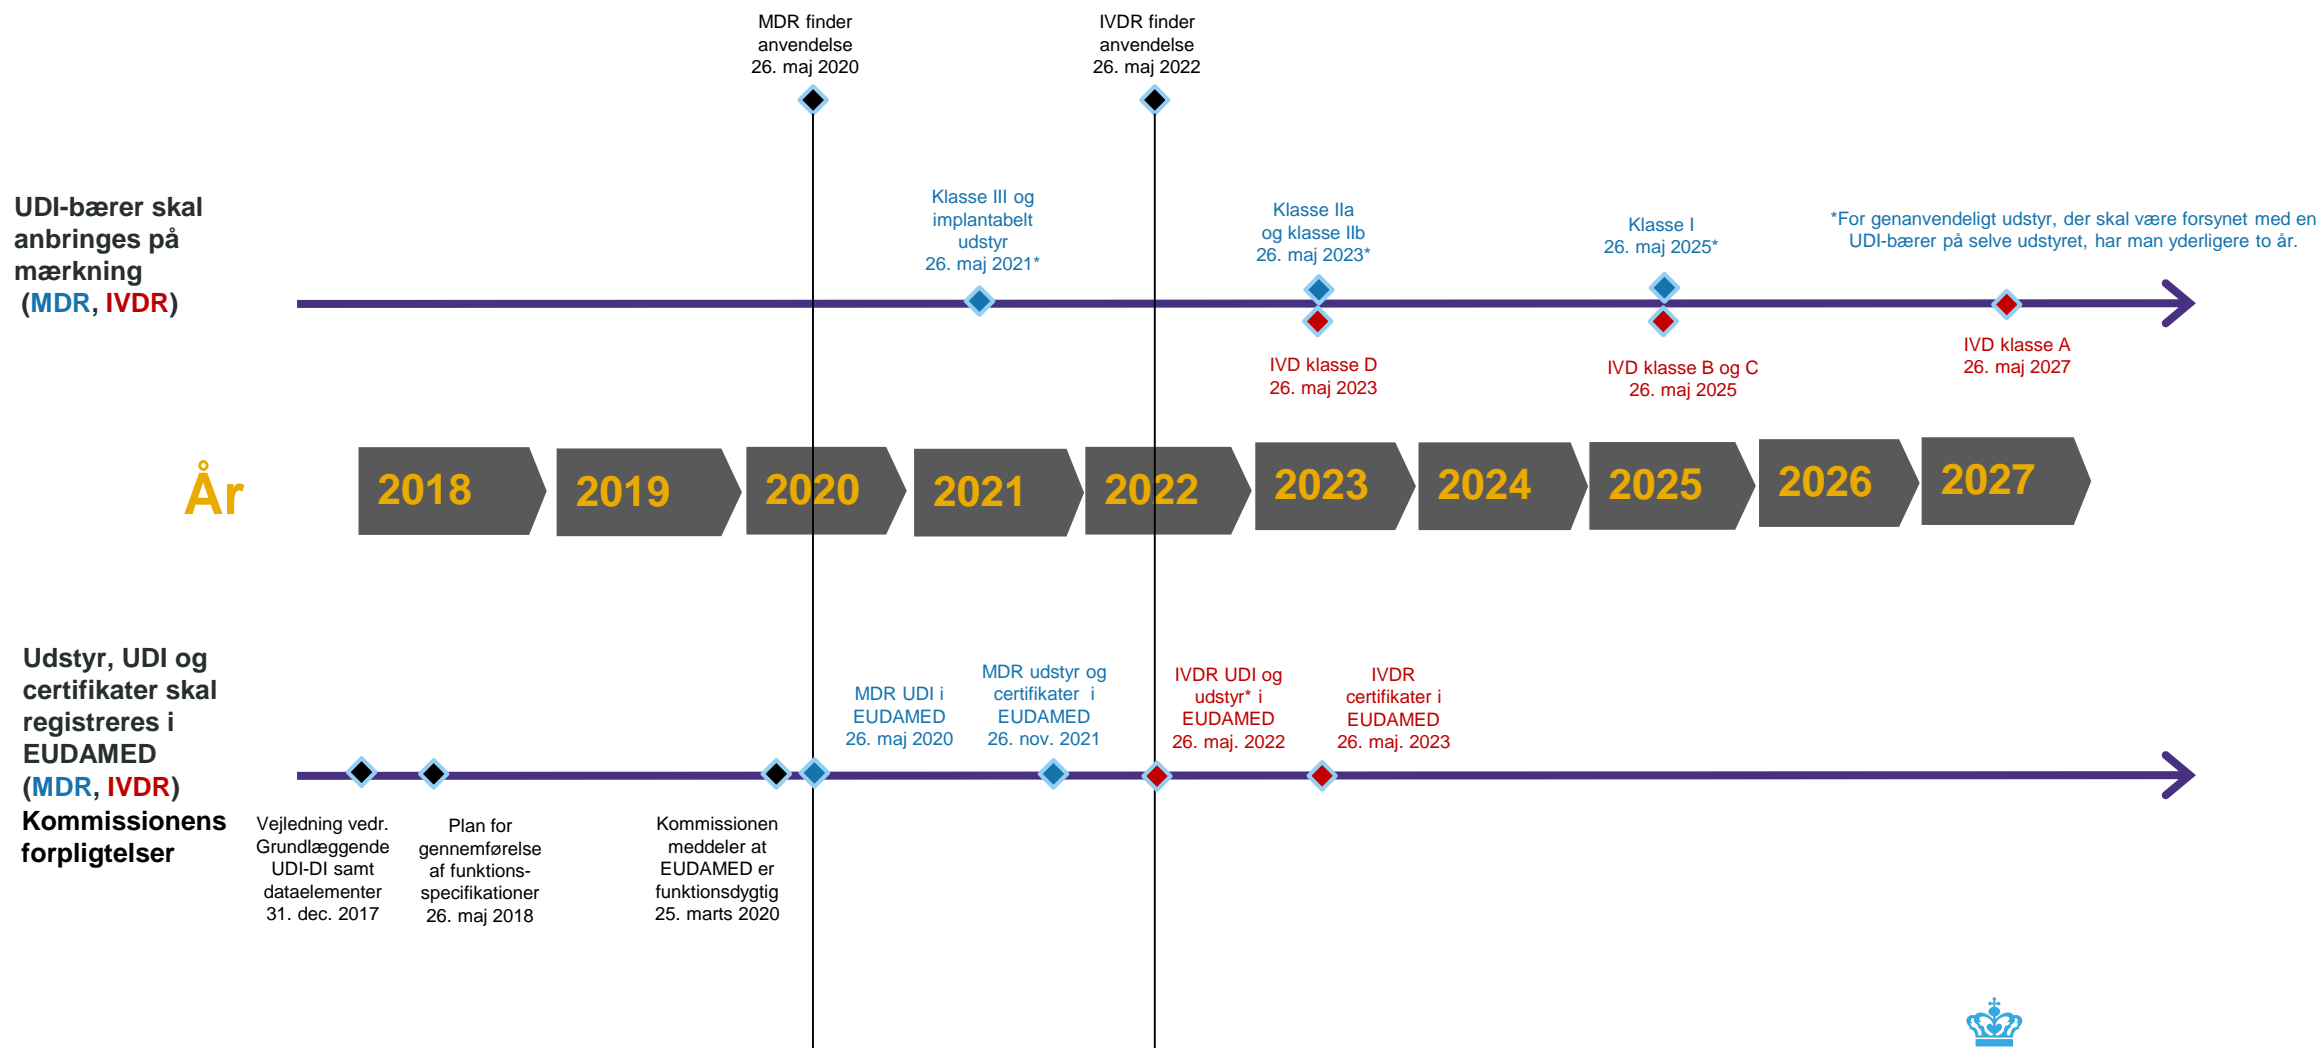 MDR finder
anvendelse
26. maj 2020
IVDR finder
anvendelse
26. maj 2022
UDI-bærer skal
anbringes på
mærkning
(MDR, IVDR)
Klasse III og
implantabelt
udstyr
26. maj 2021*
Klasse IIa
og klasse IIb
26. maj 2023*
Klasse I
26. maj 2025*
*For genanvendeligt udstyr, der skal være forsynet med en
UDI-bærer på selve udstyret, har man yderligere to år.
IVD klasse D
26. maj 2023
IVD klasse B og C
26. maj 2025
IVD klasse A
26. maj 2027
År
2018
2019
2020
2021
2022
2023
2024
2025
2026
2027
Udstyr, UDI og
certifikater skal
registreres i
EUDAMED
(MDR, IVDR)
Kommissionens
forpligtelser
MDR UDI i
EUDAMED
26. maj 2020
MDR udstyr og
certifikater i
EUDAMED
26. nov. 2021
IVDR UDI og
udstyr* i
EUDAMED
26. maj. 2022
IVDR
certifikater i
EUDAMED
26. maj. 2023
Vejledning vedr.
Grundlæggende
UDI-DI samt
dataelementer
31. dec. 2017
Plan for
gennemførelse
af funktions-
specifikationer
26. maj 2018
Kommissionen
meddeler at
EUDAMED er
funktionsdygtig
25. marts 2020